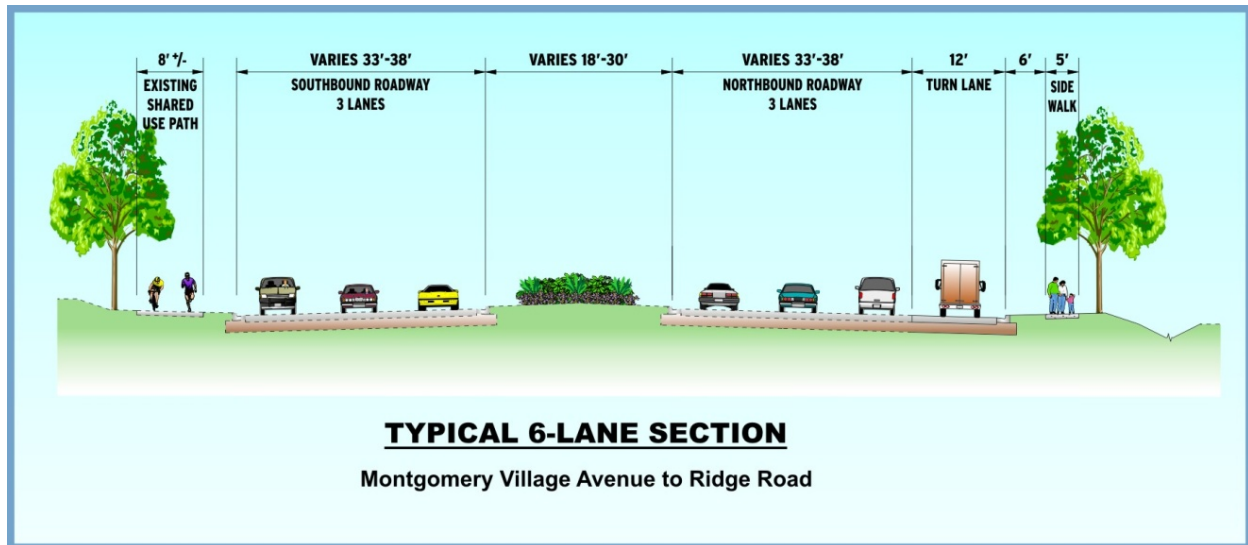 8' +/-
VARIES 33'-38'
VARIES 18'-30'
VARIES 33'-38'
12'
6'
5'
EXISTING
SHARED
USE PATH
SOUTHBOUND ROADWAY
3 LANES
NORTHBOUND ROADWAY
3 LANES
TURN LANE
SIDE
WALK
TYPICAL 6-LANE SECTION
Montgomery Village Avenue to Ridge Road